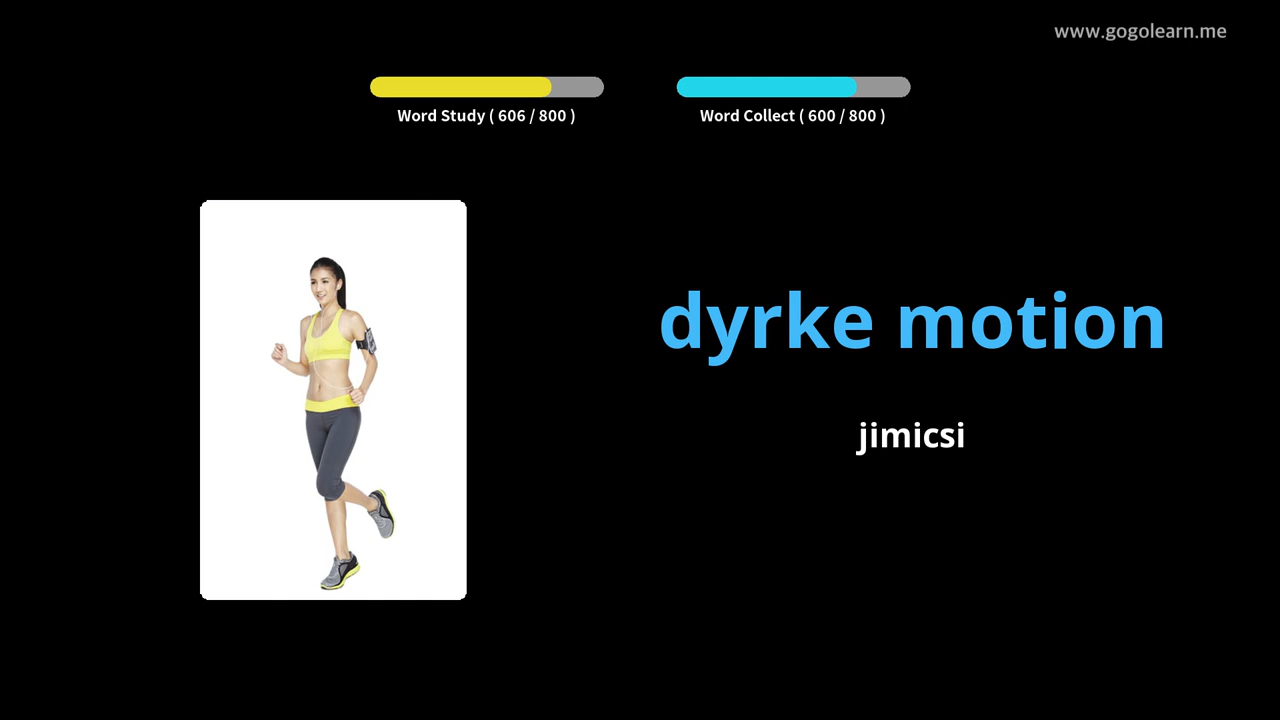 www.gogolearn.me
Word Study ( 606 / 800 )
Word Collect ( 600 / 800 )
dyrke motion
jimicsi